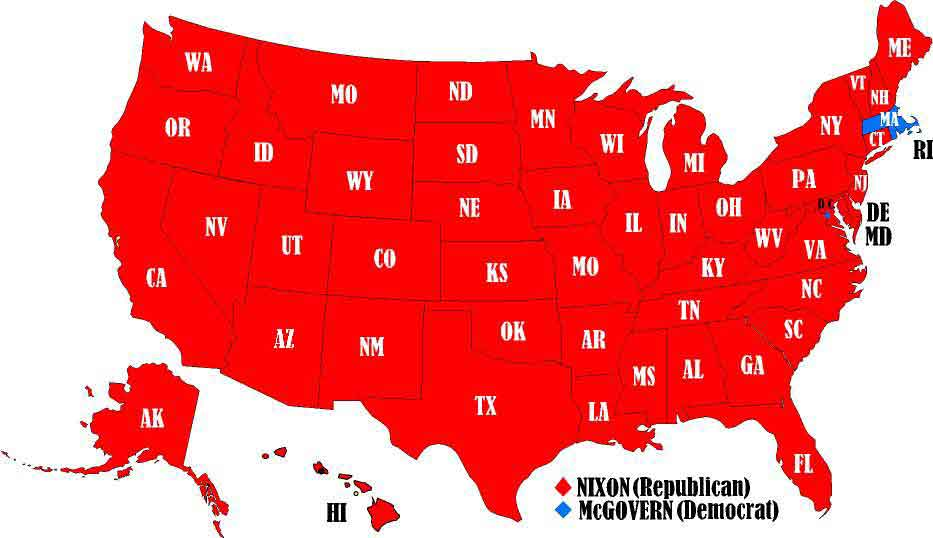 WA
MO
ND
MN
ME
VT
NH
OR
ID
SD
WI
MI
NY
MA
CT
RI
WY
NE
IA
PA
NJ
NV
UT
CO
IL
IN
OH
DC
DE
MD
CA
KS
MO
KY
WV
VA
NC
AZ
NM
OK
AR
TN
SC
MS
AL
GA
TX
LA
AK
FL
HI
NIXON (Republican)
McGOVERN (Democrat)